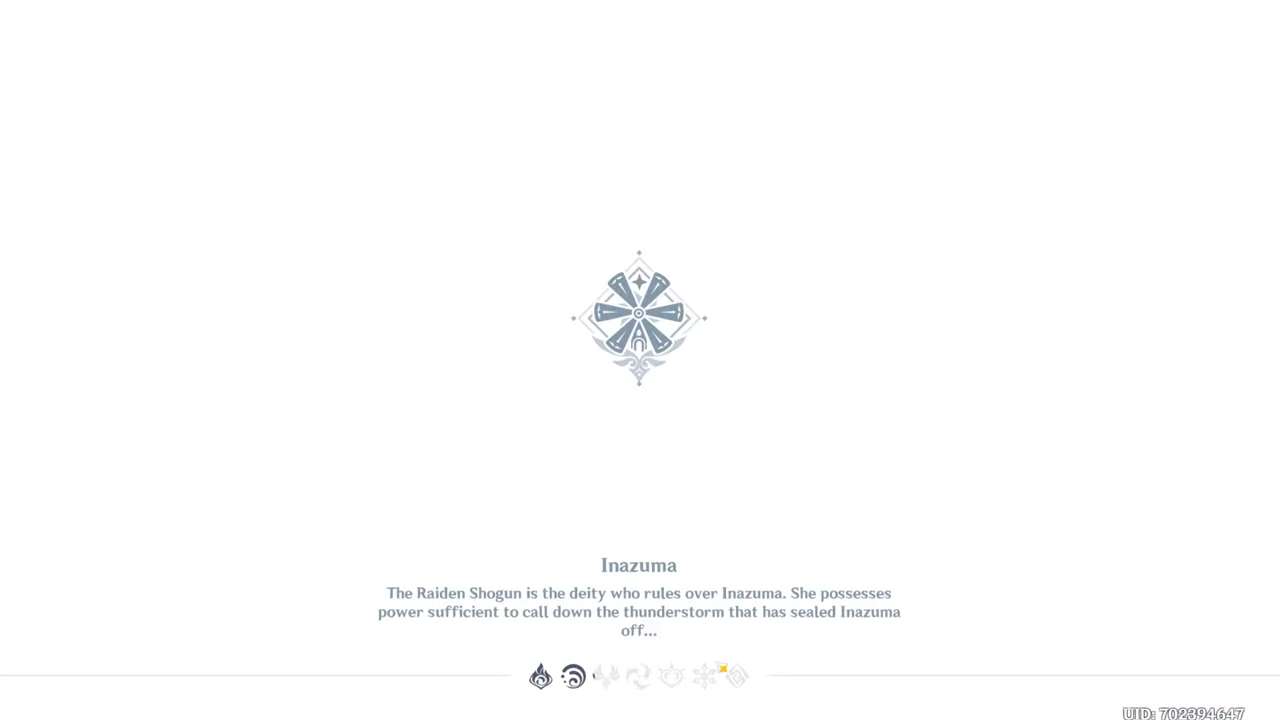 Inazuma
The Raiden Shogun is the deity who rules over Inazuma. She possesses
power sufficient to call down the thunderstorm that has sealed Inazuma
off...
UID: 702394647